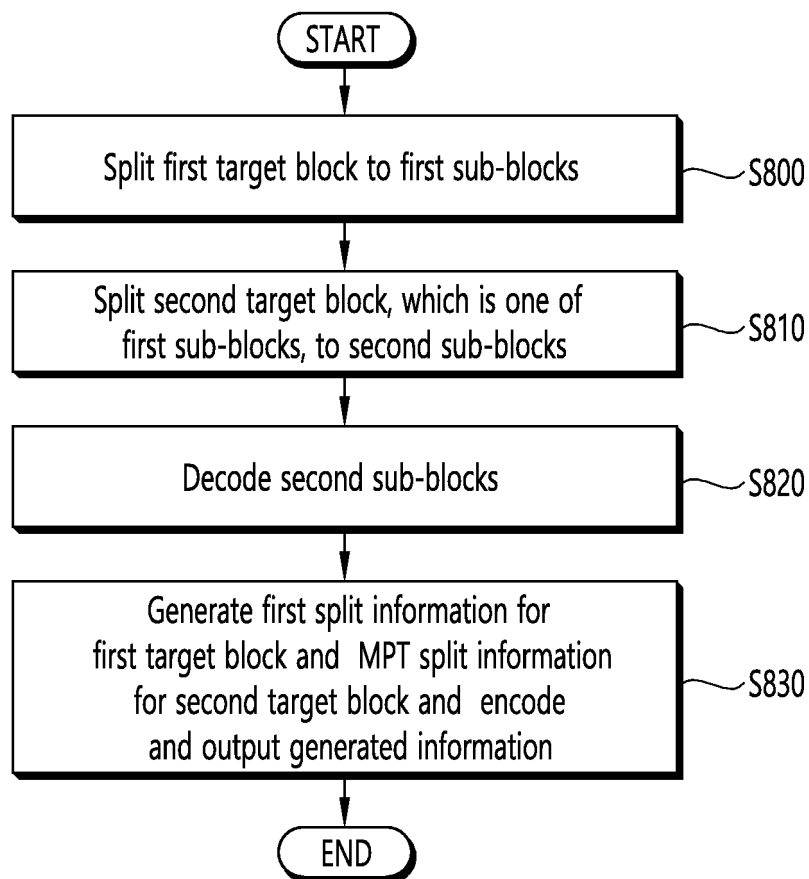 START
Split first target block to first sub-blocks
S800
Split second target block, which is one of
first sub-blocks, to second sub-blocks
S810
Decode second sub-blocks
S820
Generate first split information for
first target block and MPT split information
for second target block and encode
and output generated information
S830
END